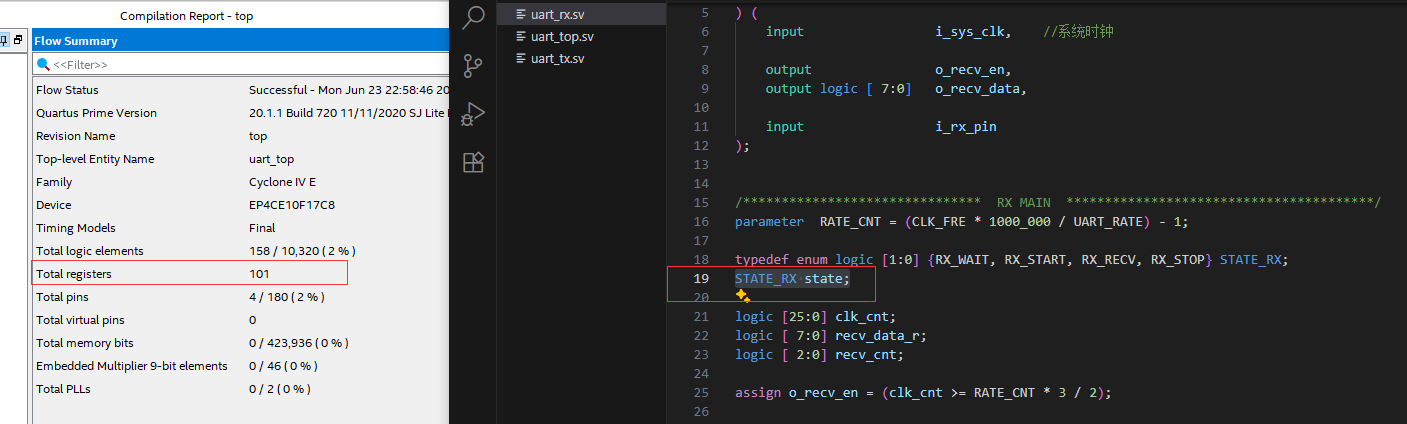 Compilation Report - top
Flow Summary
<<Filter>>
Flow Status Successful - Mon Jun 23 22:58:46 20
Quartus Prime Version 20.1.1 Build 720 11/11/2020 SJ Lite
Revision Name top
Top-level Entity Name uart_top
Family Cyclone IV E
Device EP4CE10F17C8
Timing Models Final
Total logic elements 158 / 10,320 ( 2 % )
Total registers 101
Total pins 4 / 180 ( 2 % )
Total virtual pins 0
Total memory bits 0 / 423,936 ( 0 % )
Embedded Multiplier 9-bit elements 0 / 46 ( 0 % )
Total PLLs 0 / 2 ( 0 % )
uart_rx.sv
uart_top.sv
uart_tx.sv
5 ) (
6 input i_sys_clk, //系统时钟
7
8 output o_recv_en,
9 output logic [ 7:0] o_recv_data,
10
11 input i_rx_pin
12 );
13
14
15 /******************************* RX MAIN ****************************************/
16 parameter RATE_CNT = (CLK_FRE * 1000_000 / UART_RATE) - 1;
17
18 typedef enum logic [1:0] {RX_WAIT, RX_START, RX_RECV, RX_STOP} STATE_RX;
19 STATE_RX state;
20
21 logic [25:0] clk_cnt;
22 logic [ 7:0] recv_data_r;
23 logic [ 2:0] recv_cnt;
24
25 assign o_recv_en = (clk_cnt >= RATE_CNT * 3 / 2);
26